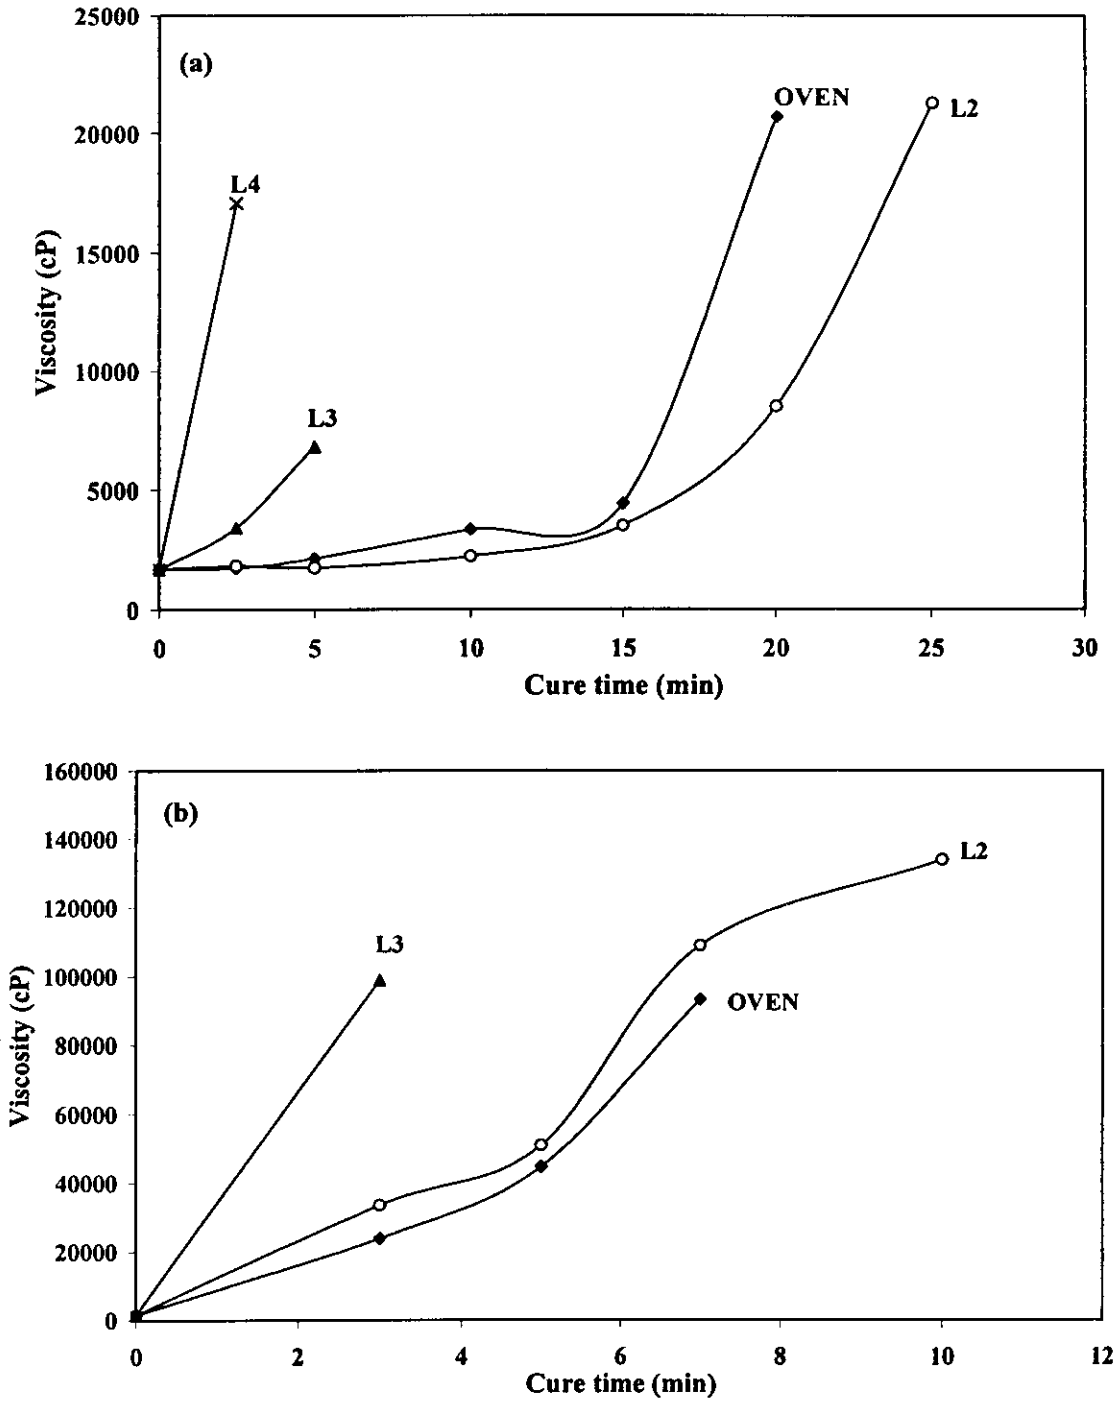 25000
(a)
OVEN
L2
20000
L4
15000
Viscosity (cP)
10000
L3
5000
0
0 5 10 15 20 25 30
Cure time (min)
160000
(b)
140000
L2
120000
L3
100000
OVEN
Viscosity (cP)
80000
60000
40000
20000
0
0 2 4 6 8 10 12
Cure time (min)